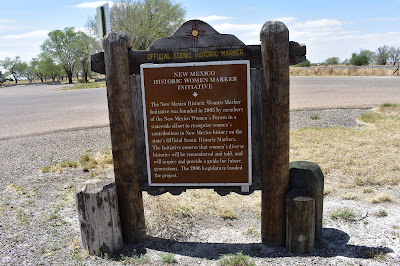 OFFICIAL SCENIC HISTORIC MARKER
NEW MEXICO
HISTORIC WOMEN MARKER
INITIATIVE
The New Mexico Historic Women Marker
Initiative was founded in 2005 by members
of the New Mexico Women's Forum in a
statewide effort to recognize women's
contributions to New Mexico history on the
state's Official Scenic Historic Markers.
The Initiative ensures that women's diverse
histories will be remembered and told, and
will inspire and provide a guide for future
generations. The 2006 Legislature funded
the project.